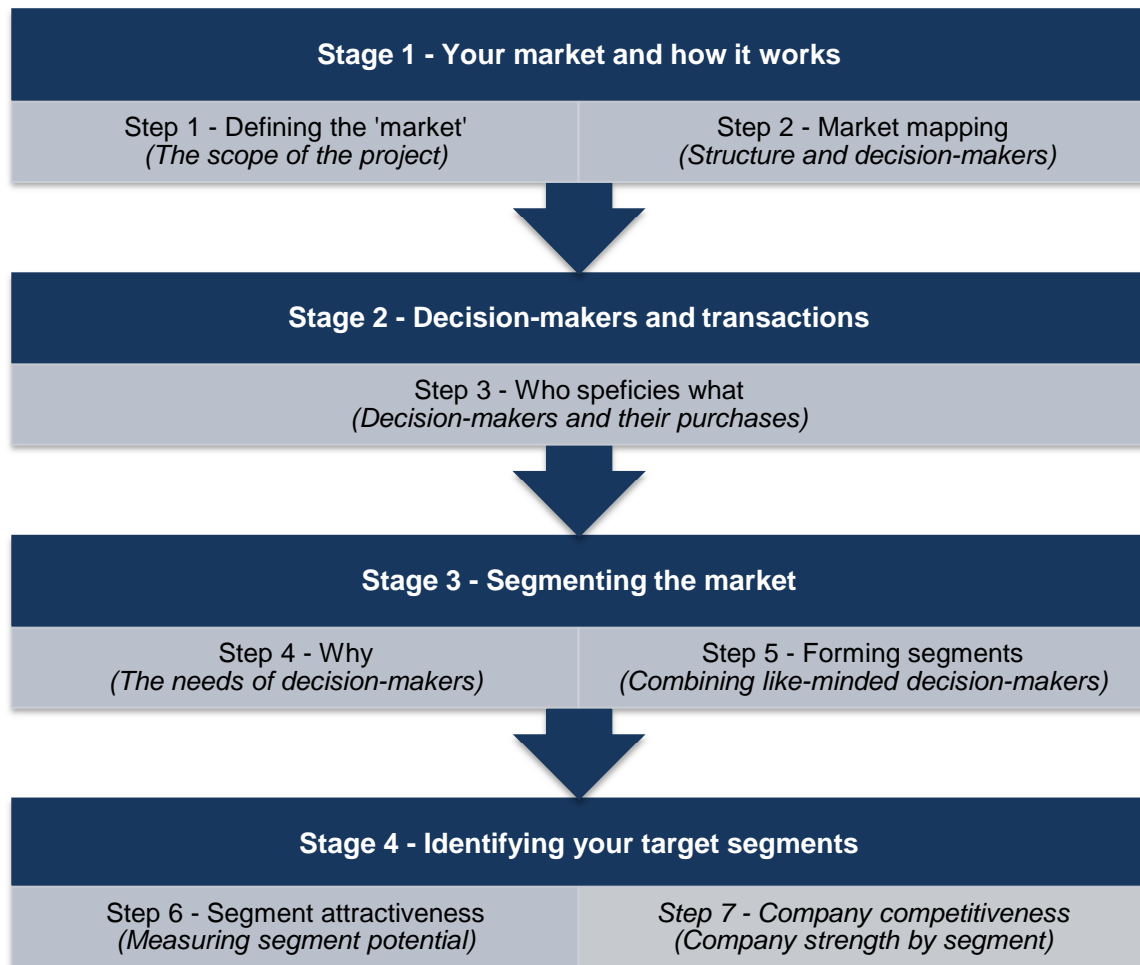 Stage 1 - Your market and how it works
Step 1 - Defining the 'market'
(The scope of the project)
Step 2 - Market mapping
(Structure and decision-makers)
Stage 2 - Decision-makers and transactions
Step 3 - Who speficies what
(Decision-makers and their purchases)
Stage 3 - Segmenting the market
Step 4 - Why
(The needs of decision-makers)
Step 5 - Forming segments
(Combining like-minded decision-makers)
Stage 4 - Identifying your target segments
Step 6 - Segment attractiveness
(Measuring segment potential)
Step 7 - Company competitiveness
(Company strength by segment)